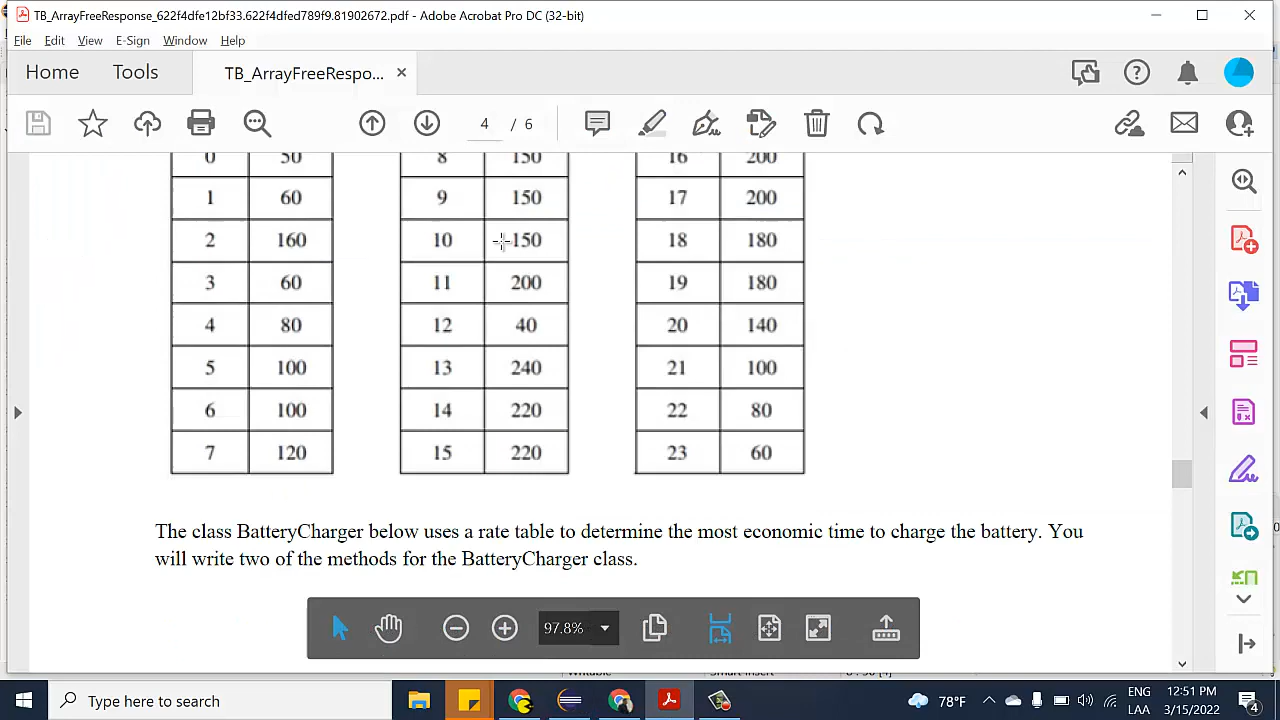 TB_ArrayFreeResponse_622f4dfe12bf33.622f4dfed789f9.81902672.pdf - Adobe Acrobat Pro DC (32-bit)
File Edit View E-Sign Window Help
Home Tools TB_ArrayFreeRespo... ×
4 / 6
0 50 8 150 16 200
1 60 9 150 17 200
2 160 10 150 18 180
3 60 11 200 19 180
4 80 12 40 20 140
5 100 13 240 21 100
6 100 14 220 22 80
7 120 15 220 23 60
The class BatteryCharger below uses a rate table to determine the most economic time to charge the battery. You
will write two of the methods for the BatteryCharger class.
97.8%
Writable Smart Insert
Type here to search
78°F
ENG
LAA
12:51 PM
3/15/2022
4